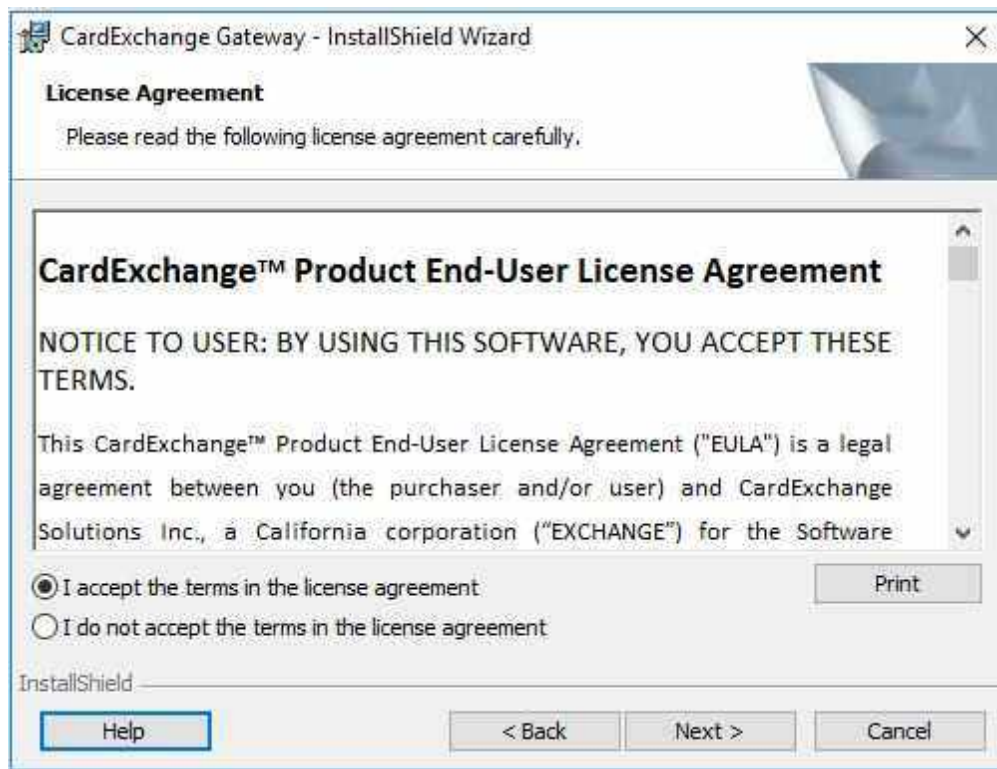 CardExchange Gateway - InstallShield Wizard
License Agreement
Please read the following license agreement carefully.
CardExchange™ Product End-User License Agreement
NOTICE TO USER: BY USING THIS SOFTWARE, YOU ACCEPT THESE
TERMS.
This CardExchange™ Product End-User License Agreement ("EULA") is a legal
agreement between you (the purchaser and/or user) and CardExchange
Solutions Inc., a California corporation (“EXCHANGE”) for the Software
I accept the terms in the license agreement
Print
I do not accept the terms in the license agreement
InstallShield
Help
< Back
Next >
Cancel